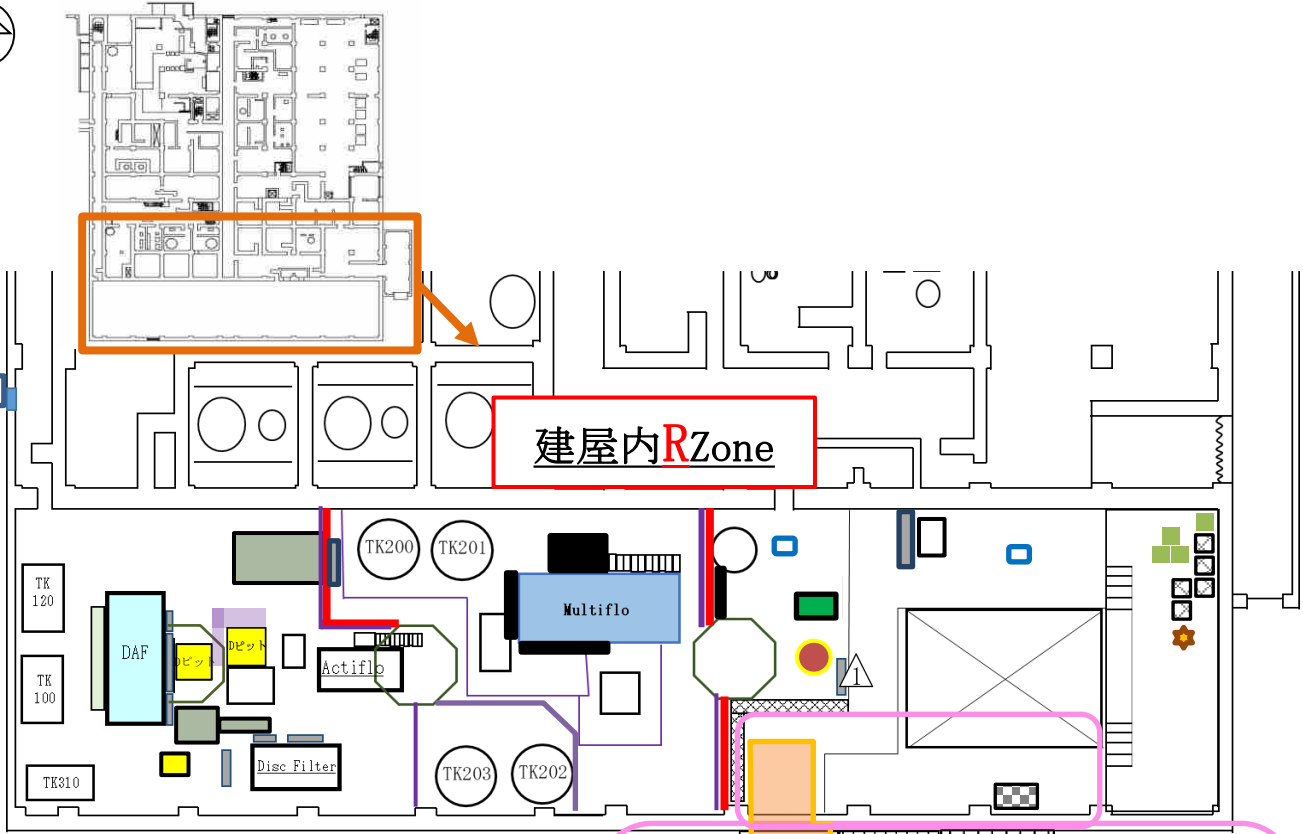 建屋内RZone
TK200
TK201
TK
120
Multiflo
DAF
Dピット
Dピット
Actiflo
TK
100
1
TK310
Disc Filter
TK203
TK202